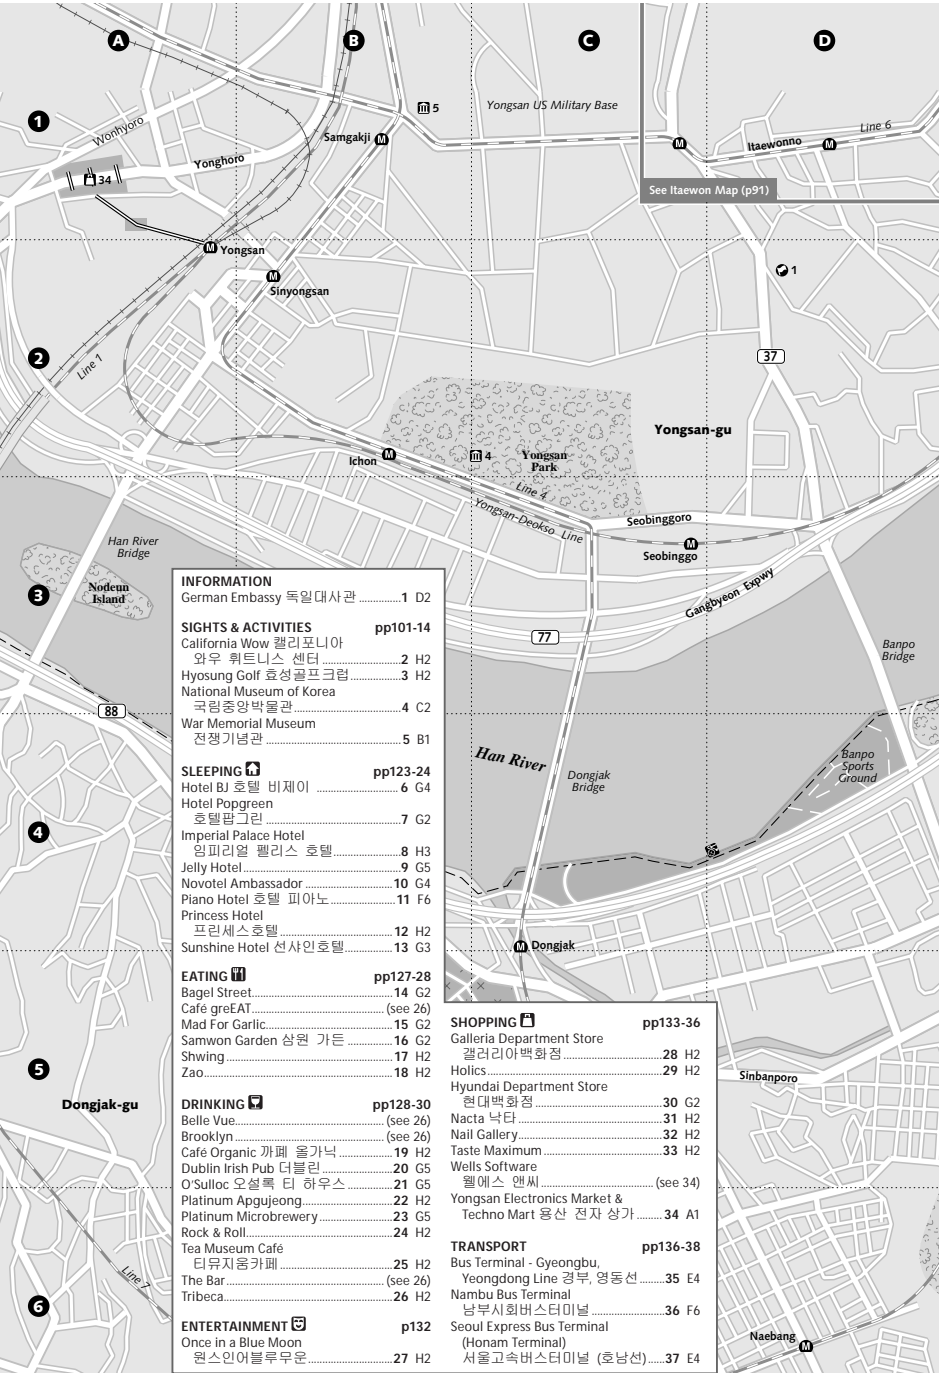 A
B
C
D
1
5
Yongsan US Military Base
Wonhyoro
Samgakji
M
M
Itaewonno
M
Line 6
Yonghoro
34
See Itaewon Map (p91)
M
Yongsan
M
Sinyongsan
1
2
Line 1
37
Yongsan-gu
Ichon
M
4
Yongsan
Park
Line 4
Yongsan-Deokso Line
Seobinggoro
M
Seobinggo
Han River
Bridge
3
Nodeun
Island
Gangbyeon Expwy
77
Banpo
Bridge
88
Han River
Dongjak
Bridge
Banpo
Sports
Ground
4
M
Dongjak
5
Dongjak-gu
Sinbanporo
Line 7
6
Naebang
M
INFORMATION
German Embassy 독일대사관 ..............1 D2
SIGHTS & ACTIVITIES pp101-14
California Wow 캘리포니아
와우 휘트니스 센터 ........................2 H2
Hyosung Golf 효성골프크럽................3 H2
National Museum of Korea
국립중앙박물관...............................4 C2
War Memorial Museum
전쟁기념관 .....................................5 B1
SLEEPING pp123-24
Hotel BJ 호텔 비제이 .........................6 G4
Hotel Popgreen
호텔팝그린.....................................7 G2
Imperial Palace Hotel
임피리얼 펠리스 호텔.....................8 H3
Jelly Hotel.............................................9 G5
Novotel Ambassador ...........................10 G4
Piano Hotel 호텔 피아노.....................11 F6
Princess Hotel
프린세스호텔................................12 H2
Sunshine Hotel 선샤인호텔...............13 G3
EATING pp127-28
Bagel Street.........................................14 G2
Café greEAT.................................(see 26)
Mad For Garlic.....................................15 G2
Samwon Garden 삼원 가든 ...............16 G2
Shwing ................................................17 H2
Zao......................................................18 H2
DRINKING pp128-30
Belle Vue.......................................(see 26)
Brooklyn .......................................(see 26)
Café Organic 까페 올가닉 .................19 H2
Dublin Irish Pub 더블린.....................20 G5
O'Sulloc 오설록 티 하우스................21 G5
Platinum Apgujeong............................22 H2
Platinum Microbrewery.......................23 G5
Rock & Roll.........................................24 H2
Tea Museum Café
티뮤지움카페................................25 H2
The Bar .........................................(see 26)
Tribeca................................................26 H2
ENTERTAINMENT p132
Once in a Blue Moon
원스인어블루무운..........................27 H2
SHOPPING pp133-36
Galleria Department Store
갤러리아백화점..............................28 H2
Holics...................................................29 H2
Hyundai Department Store
현대백화점 ...................................30 G2
Nacta 낙타..........................................31 H2
Nail Gallery..........................................32 H2
Taste Maximum ...................................33 H2
Wells Software
웰에스 앤씨 .............................(see 34)
Yongsan Electronics Market &
Techno Mart 용산 전자 상가 .........34 A1
TRANSPORT pp136-38
Bus Terminal - Gyeongbu,
Yeongdong Line 경부, 영동선........35 E4
Nambu Bus Terminal
남부시회버스터미널 .......................36 F6
Seoul Express Bus Terminal
(Honam Terminal)
서울고속버스터미널 (호남선)......37 E4